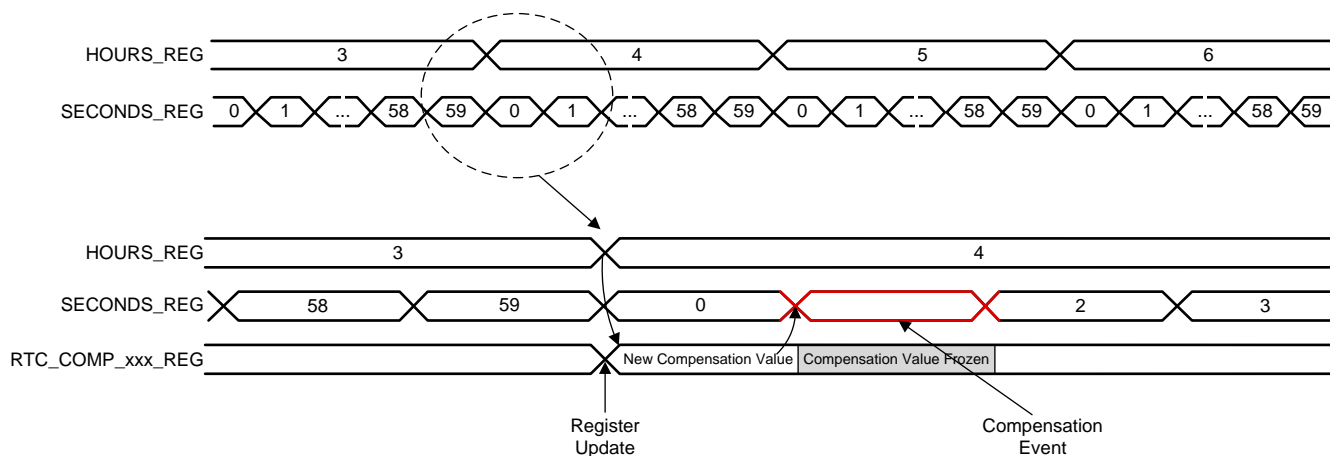 HOURS_REG 3 4 5 6
SECONDS_REG 0 1 ... 58 59 0 1 ... 58 59 0 1 ... 58 59 0 1 ... 58 59
HOURS_REG 3 4
SECONDS_REG 58 59 0 2 3
RTC_COMP_xxx_REG New Compensation Value Compensation Value Frozen
Register
Update
Compensation
Event